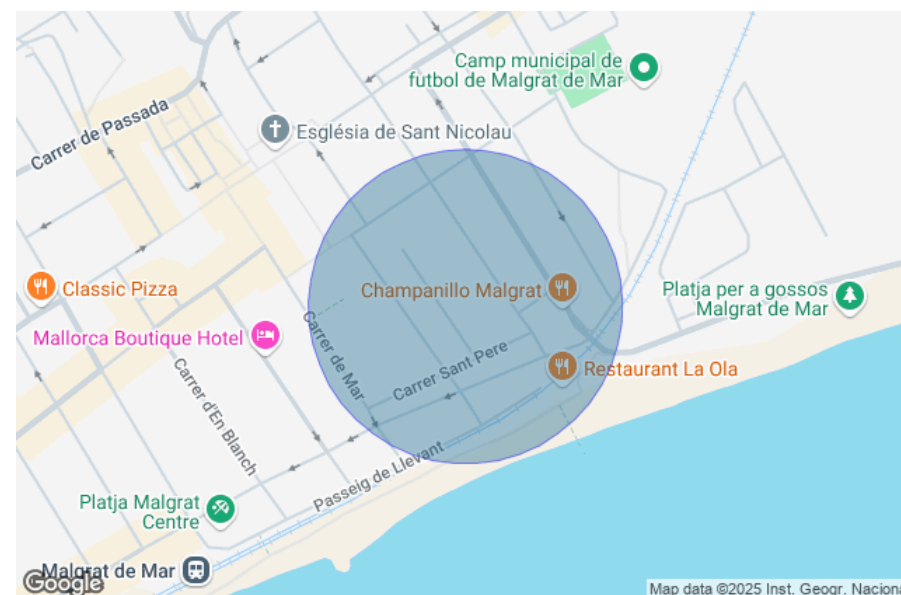 Camp municipal de
futbol de Malgrat de Mar
Carrer de Passada
Església de Sant Nicolau
Classic Pizza
Champanillo Malgrat
Platja per a gossos
Malgrat de Mar
Mallorca Boutique Hotel
Carrer de Mar
Carrer Sant Pere
Restaurant La Ola
Carrer d'En Blanch
Passeig de Llevant
Platja Malgrat
Centre
Malgrat de Mar
Google
Map data ©2025 Inst. Geogr. Naciona